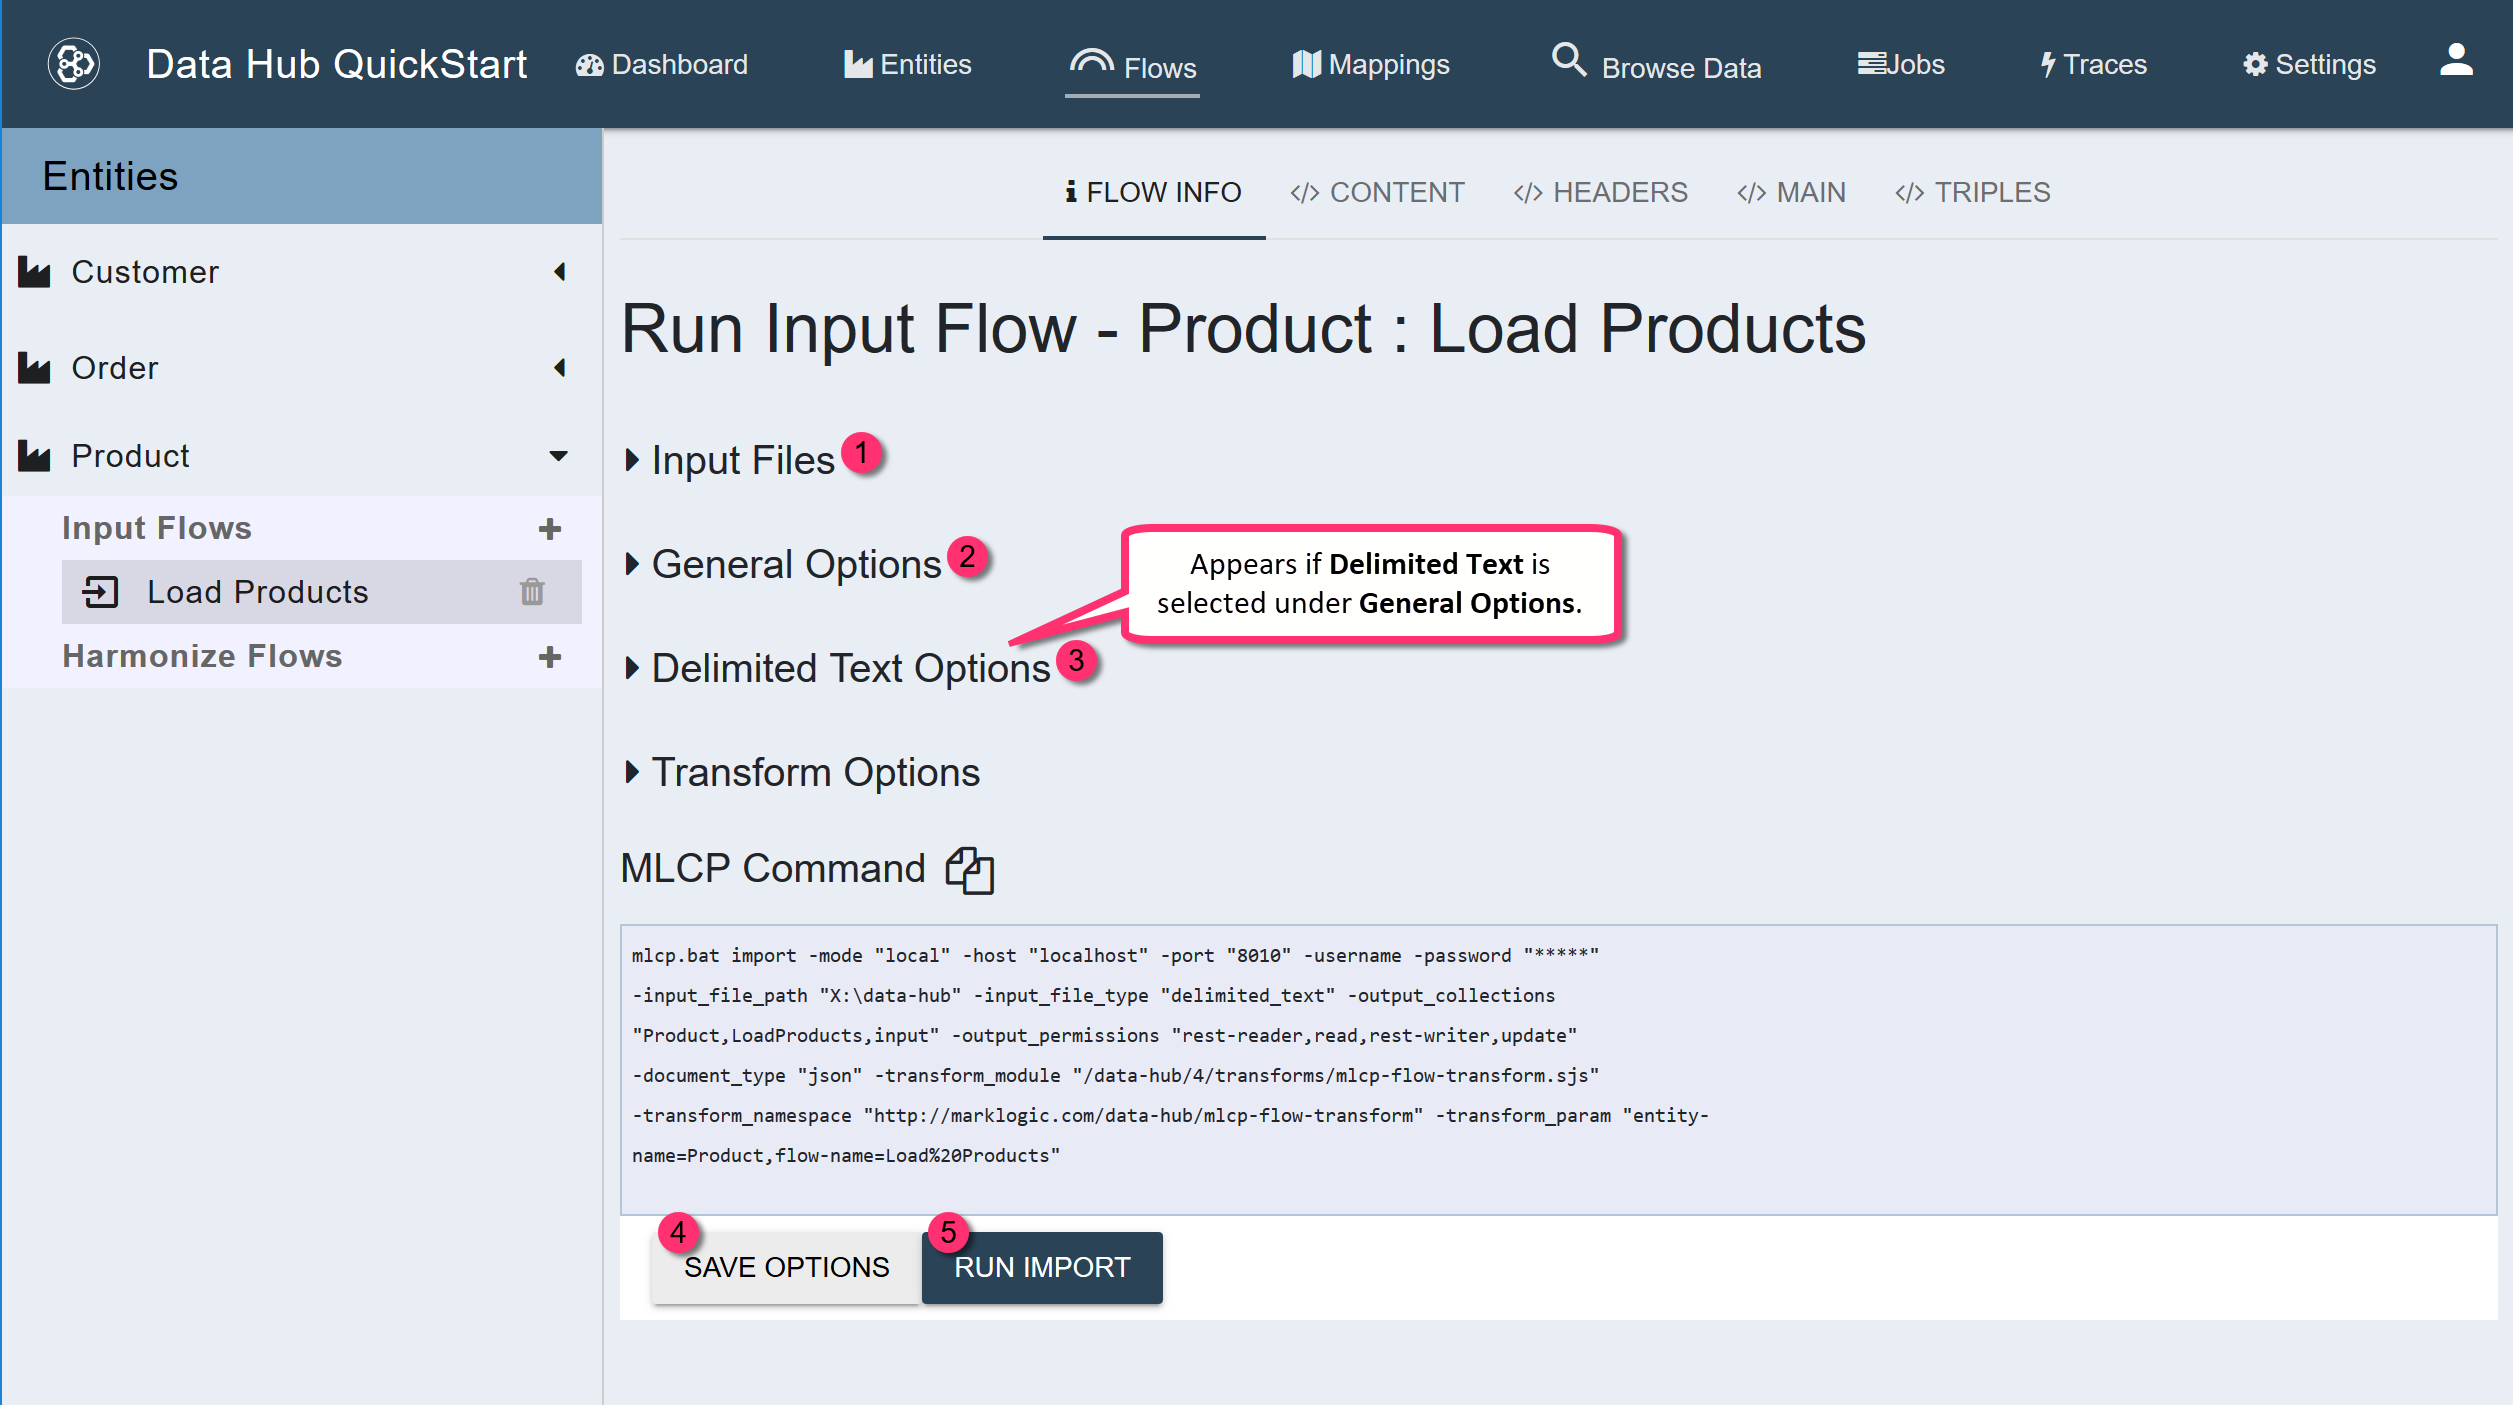 Data Hub QuickStart
Dashboard
Entities
Flows
Mappings
Browse Data
Jobs
Traces
Settings
Entities
Customer
Order
Product
Input Flows
Load Products
Harmonize Flows
FLOW INFO
</> CONTENT
</> HEADERS
</> MAIN
</> TRIPLES
Run Input Flow - Product : Load Products
Input Files 1
General Options 2
Appears if Delimited Text is
selected under General Options.
Delimited Text Options 3
Transform Options
MLCP Command
mlcp.bat import -mode "local" -host "localhost" -port "8010" -username -password "*****"
-input_file_path "X:\data-hub" -input_file_type "delimited_text" -output_collections
"Product,LoadProducts,input" -output_permissions "rest-reader,read,rest-writer,update"
-document_type "json" -transform_module "/data-hub/4/transforms/mlcp-flow-transform.sjs"
-transform_namespace "http://marklogic.com/data-hub/mlcp-flow-transform" -transform_param "entity-
name=Product,flow-name=Load%20Products"
4
SAVE OPTIONS
5
RUN IMPORT